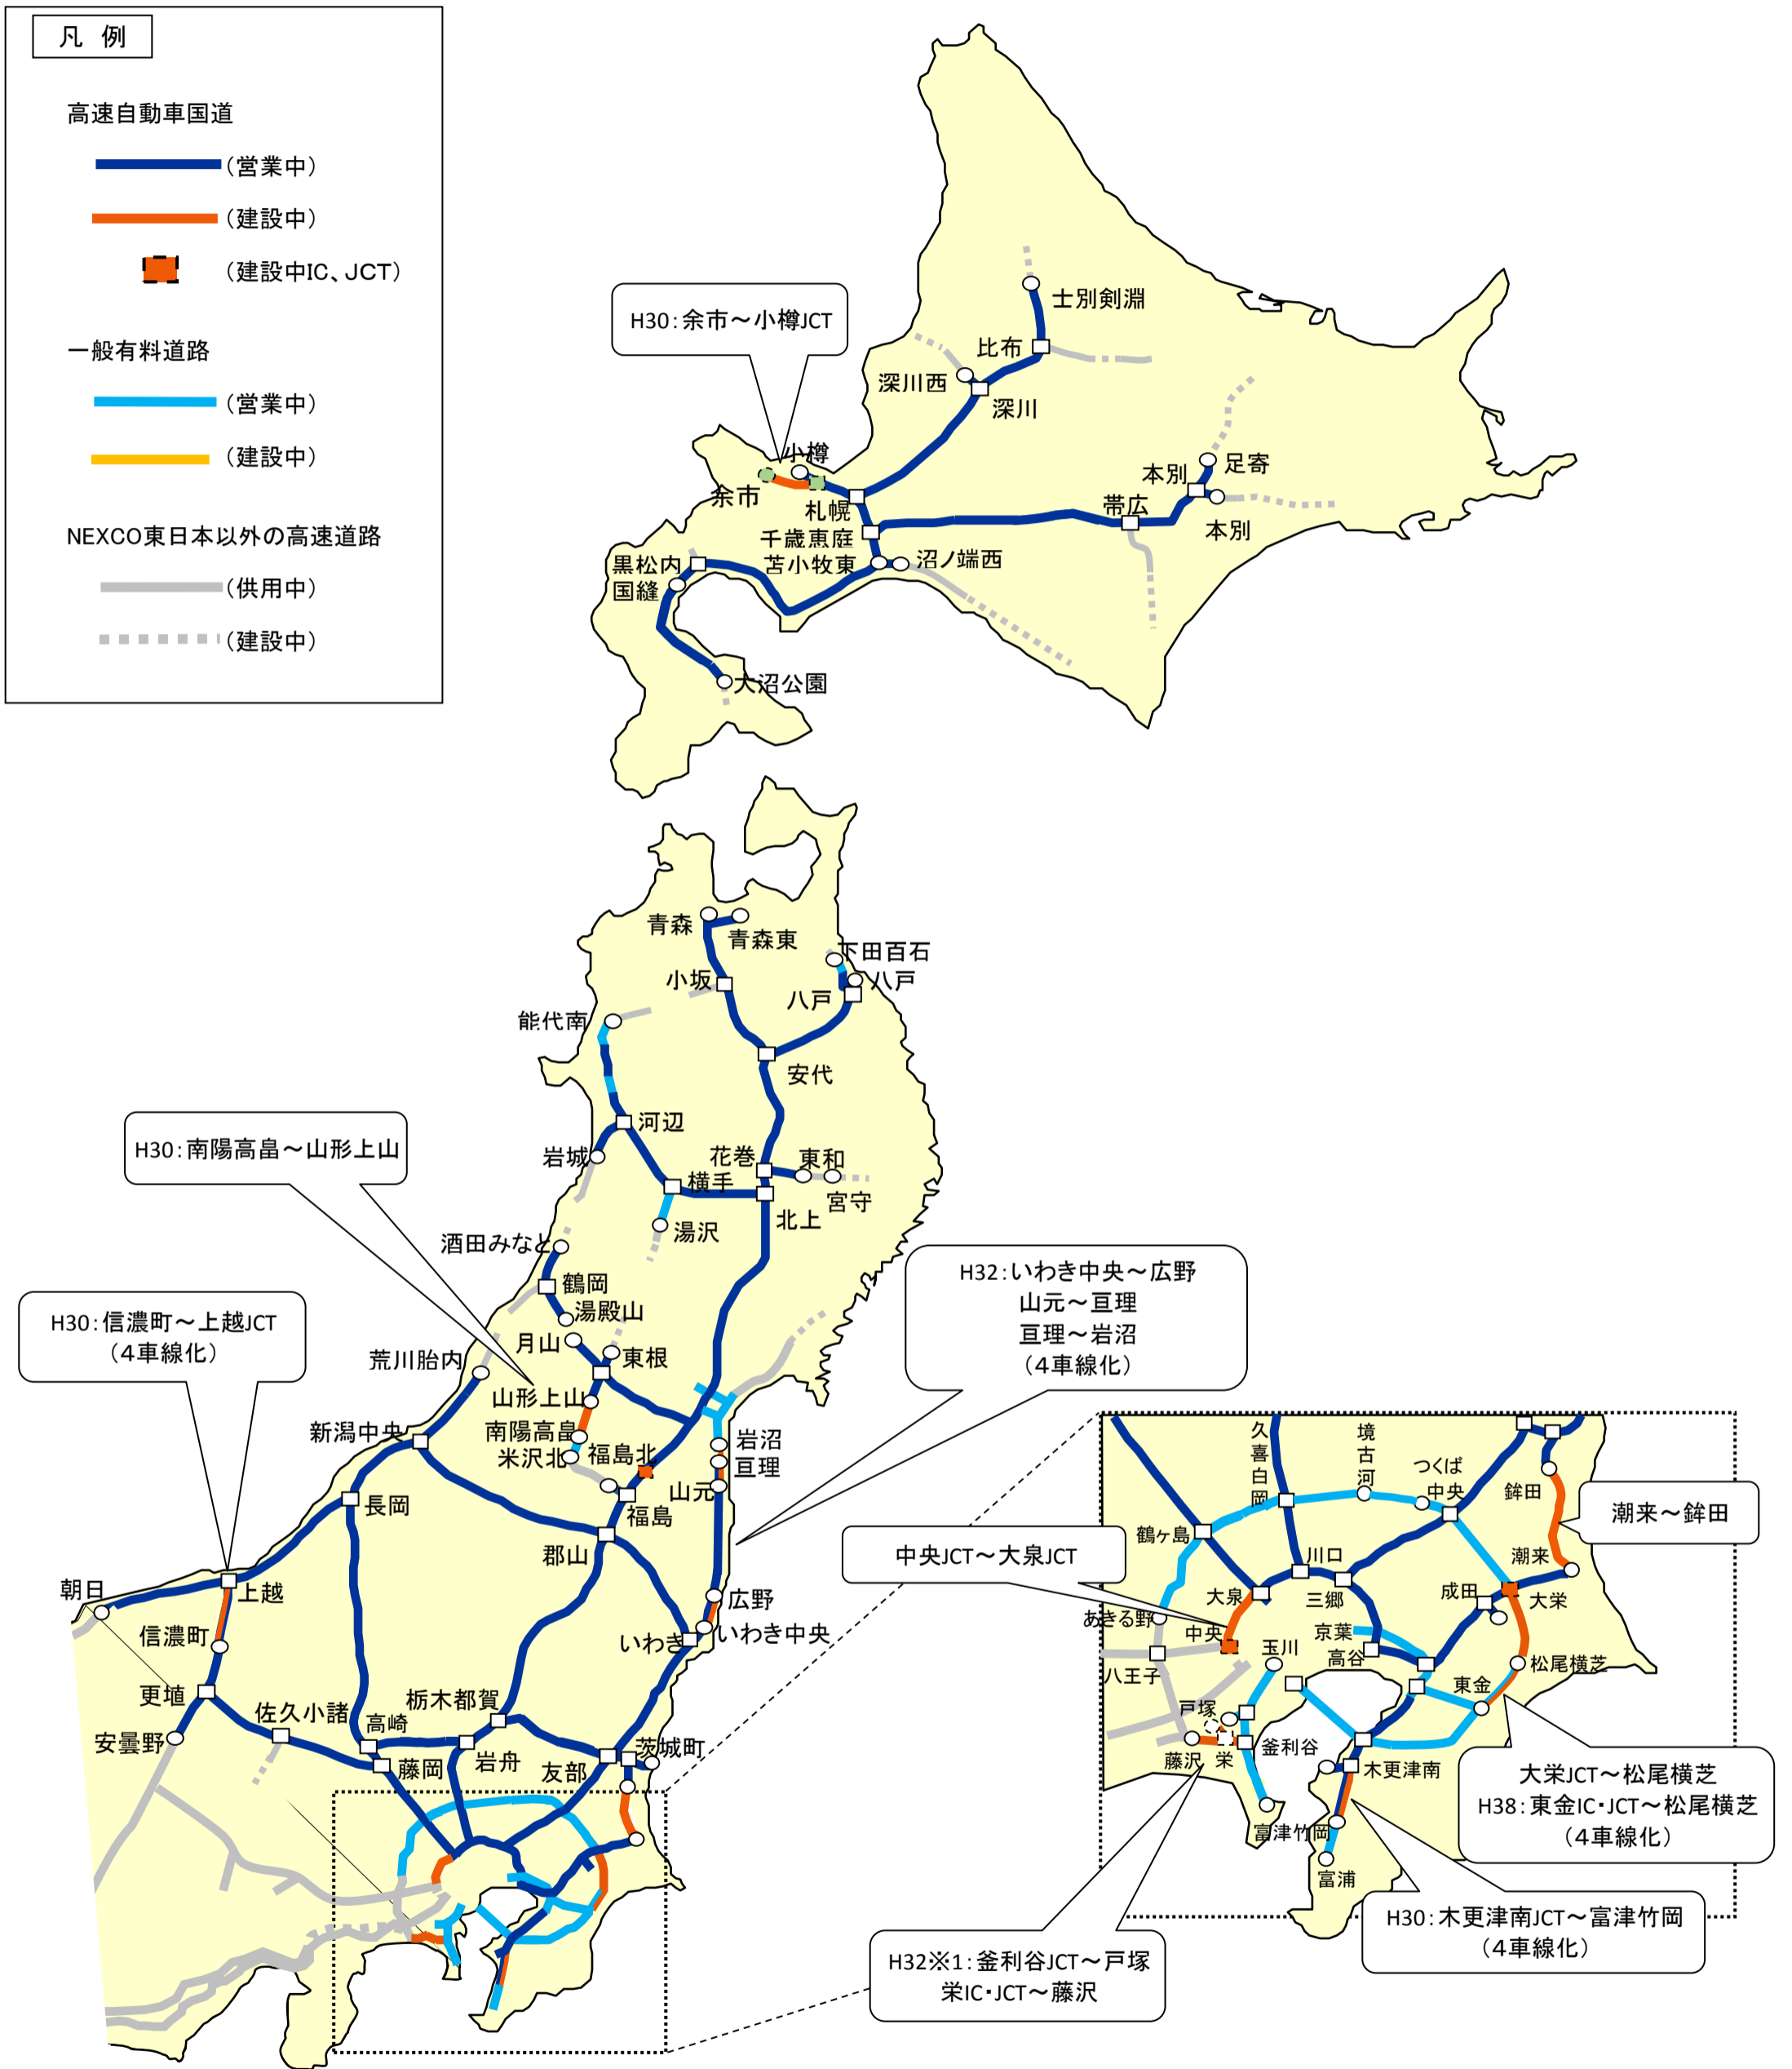 凡 例
高速自動車国道
(営業中)
(建設中)
(建設中IC、JCT)
一般有料道路
(営業中)
(建設中)
NEXCO東日本以外の高速道路
(供用中)
(建設中)
H30：余市～小樽JCT
士別剣淵
比布
深川西
深川
小樽
余市
札幌
千歳恵庭
苫小牧東
沼ノ端西
黒松内
国縫
大沼公園
足寄
本別
帯広
本別
青森
青森東
下田百石
八戸
小坂
八戸
能代南
安代
河辺
岩城
花巻
東和
横手
宮守
北上
湯沢
酒田みなと
鶴岡
湯殿山
月山
東根
荒川胎内
山形上山
新潟中央
南陽高畠
米沢北
福島北
岩沼
亘理
山元
福島
長岡
郡山
朝日
上越
広野
信濃町
いわき
いわき中央
更埴
佐久小諸
栃木都賀
高崎
安曇野
藤岡
岩舟
友部
茨城町
H30：南陽高畠～山形上山
H30：信濃町～上越JCT
（4車線化）
H32：いわき中央～広野
山元～亘理
亘理～岩沼
（4車線化）
中央JCT～大泉JCT
潮来～鉾田
久喜白岡
境古河
つくば
中央
鉾田
鶴ヶ島
川口
潮来
大泉
三郷
成田
大栄
あきる野
中央
玉川
京葉
高谷
八王子
松尾横芝
東金
戸塚
藤沢
栄
釜利谷
木更津南
富津竹岡
富浦
大栄JCT～松尾横芝
H38：東金IC・JCT～松尾横芝
（4車線化）
H30：木更津南JCT～富津竹岡
（4車線化）
H32※1：釜利谷JCT～戸塚
栄IC・JCT～藤沢